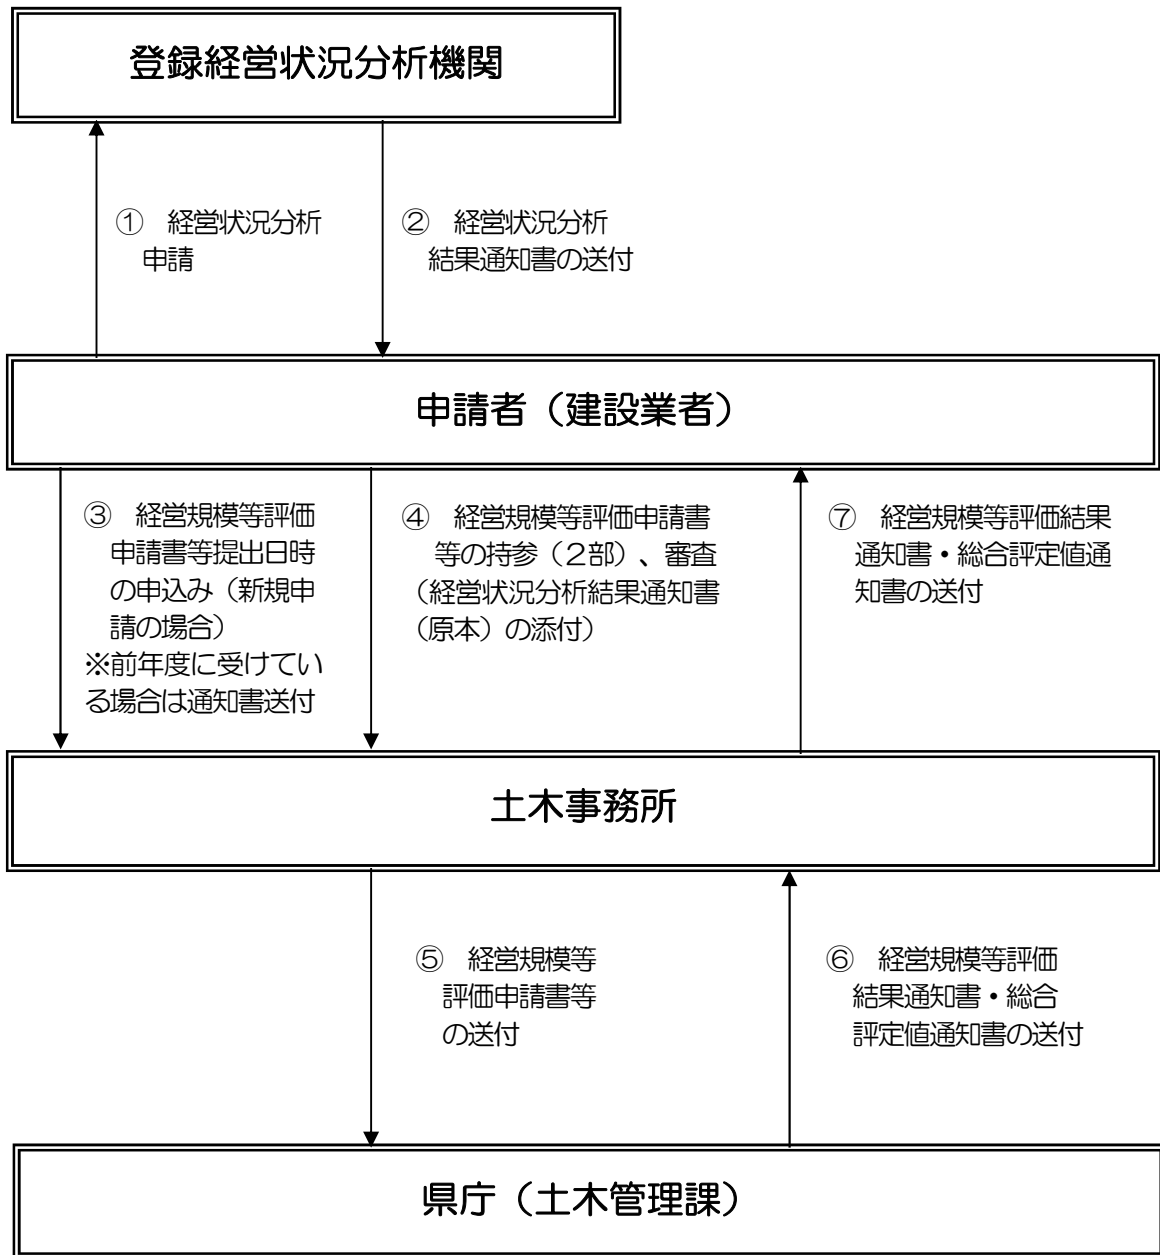 登録経営状況分析機関
① 経営状況分析
申請
② 経営状況分析
結果通知書の送付
申請者（建設業者）
③ 経営規模等評価
申請書等提出日時
の申込み（新規申
請の場合）
※前年度に受けてい
る場合は通知書送付
④ 経営規模等評価申請書
等の持参（２部）、審査
（経営状況分析結果通知書
（原本）の添付）
⑦ 経営規模等評価結果
通知書・総合評定値通
知書の送付
土木事務所
⑤ 経営規模等
評価申請書等
の送付
⑥ 経営規模等評価
結果通知書・総合
評定値通知書の送付
県庁（土木管理課）